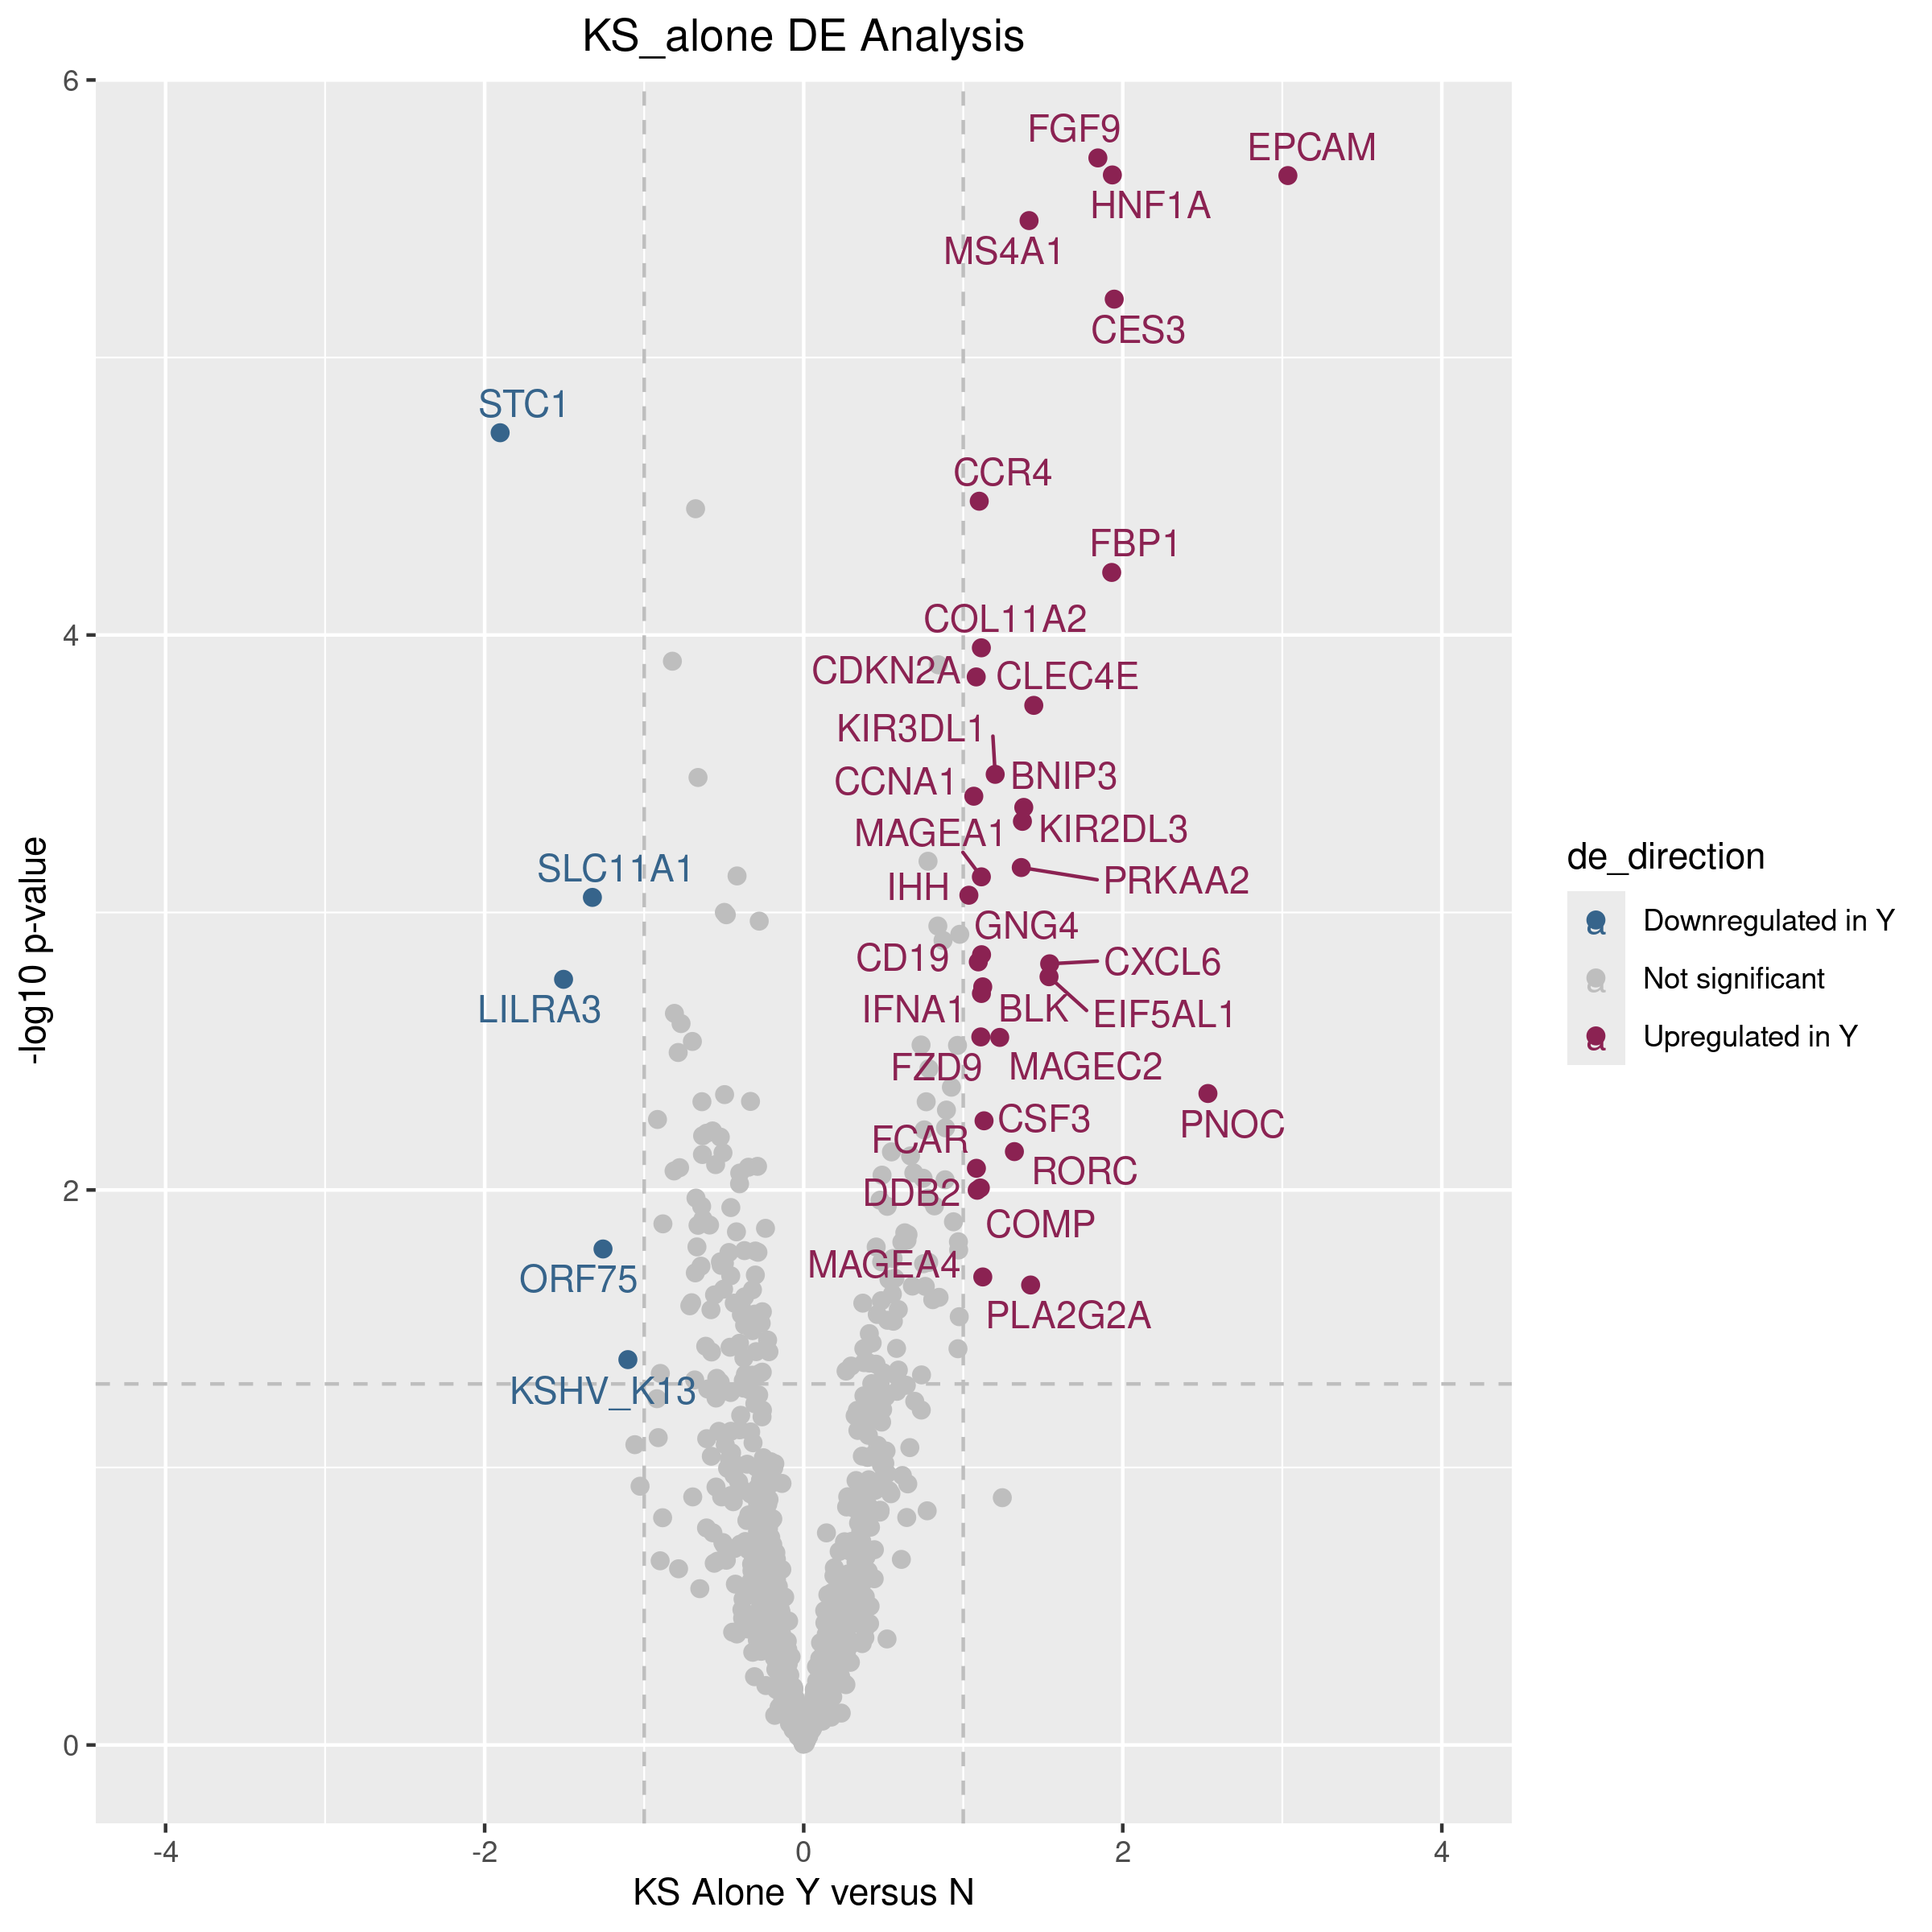 KS_alone DE Analysis
6
FGF9
EPCAM
HNF1A
MS4A1
CES3
STC1
CCR4
FBP1
4
COL11A2
CDKN2A
CLEC4E
KIR3DL1
CCNA1
BNIP3
MAGEA1
KIR2DL3
SLC11A1
IHH
PRKAA2
GNG4
CD19
CXCL6
LILRA3
IFNA1
BLK
EIF5AL1
FZD9
MAGEC2
PNOC
CSF3
FCAR
RORC
2
DDB2
COMP
MAGEA4
ORF75
PLA2G2A
KSHV_K13
0
-4
-2
0
2
4
KS Alone Y versus N
-log10 p-value
de_direction
a Downregulated in Y
a Not significant
a Upregulated in Y